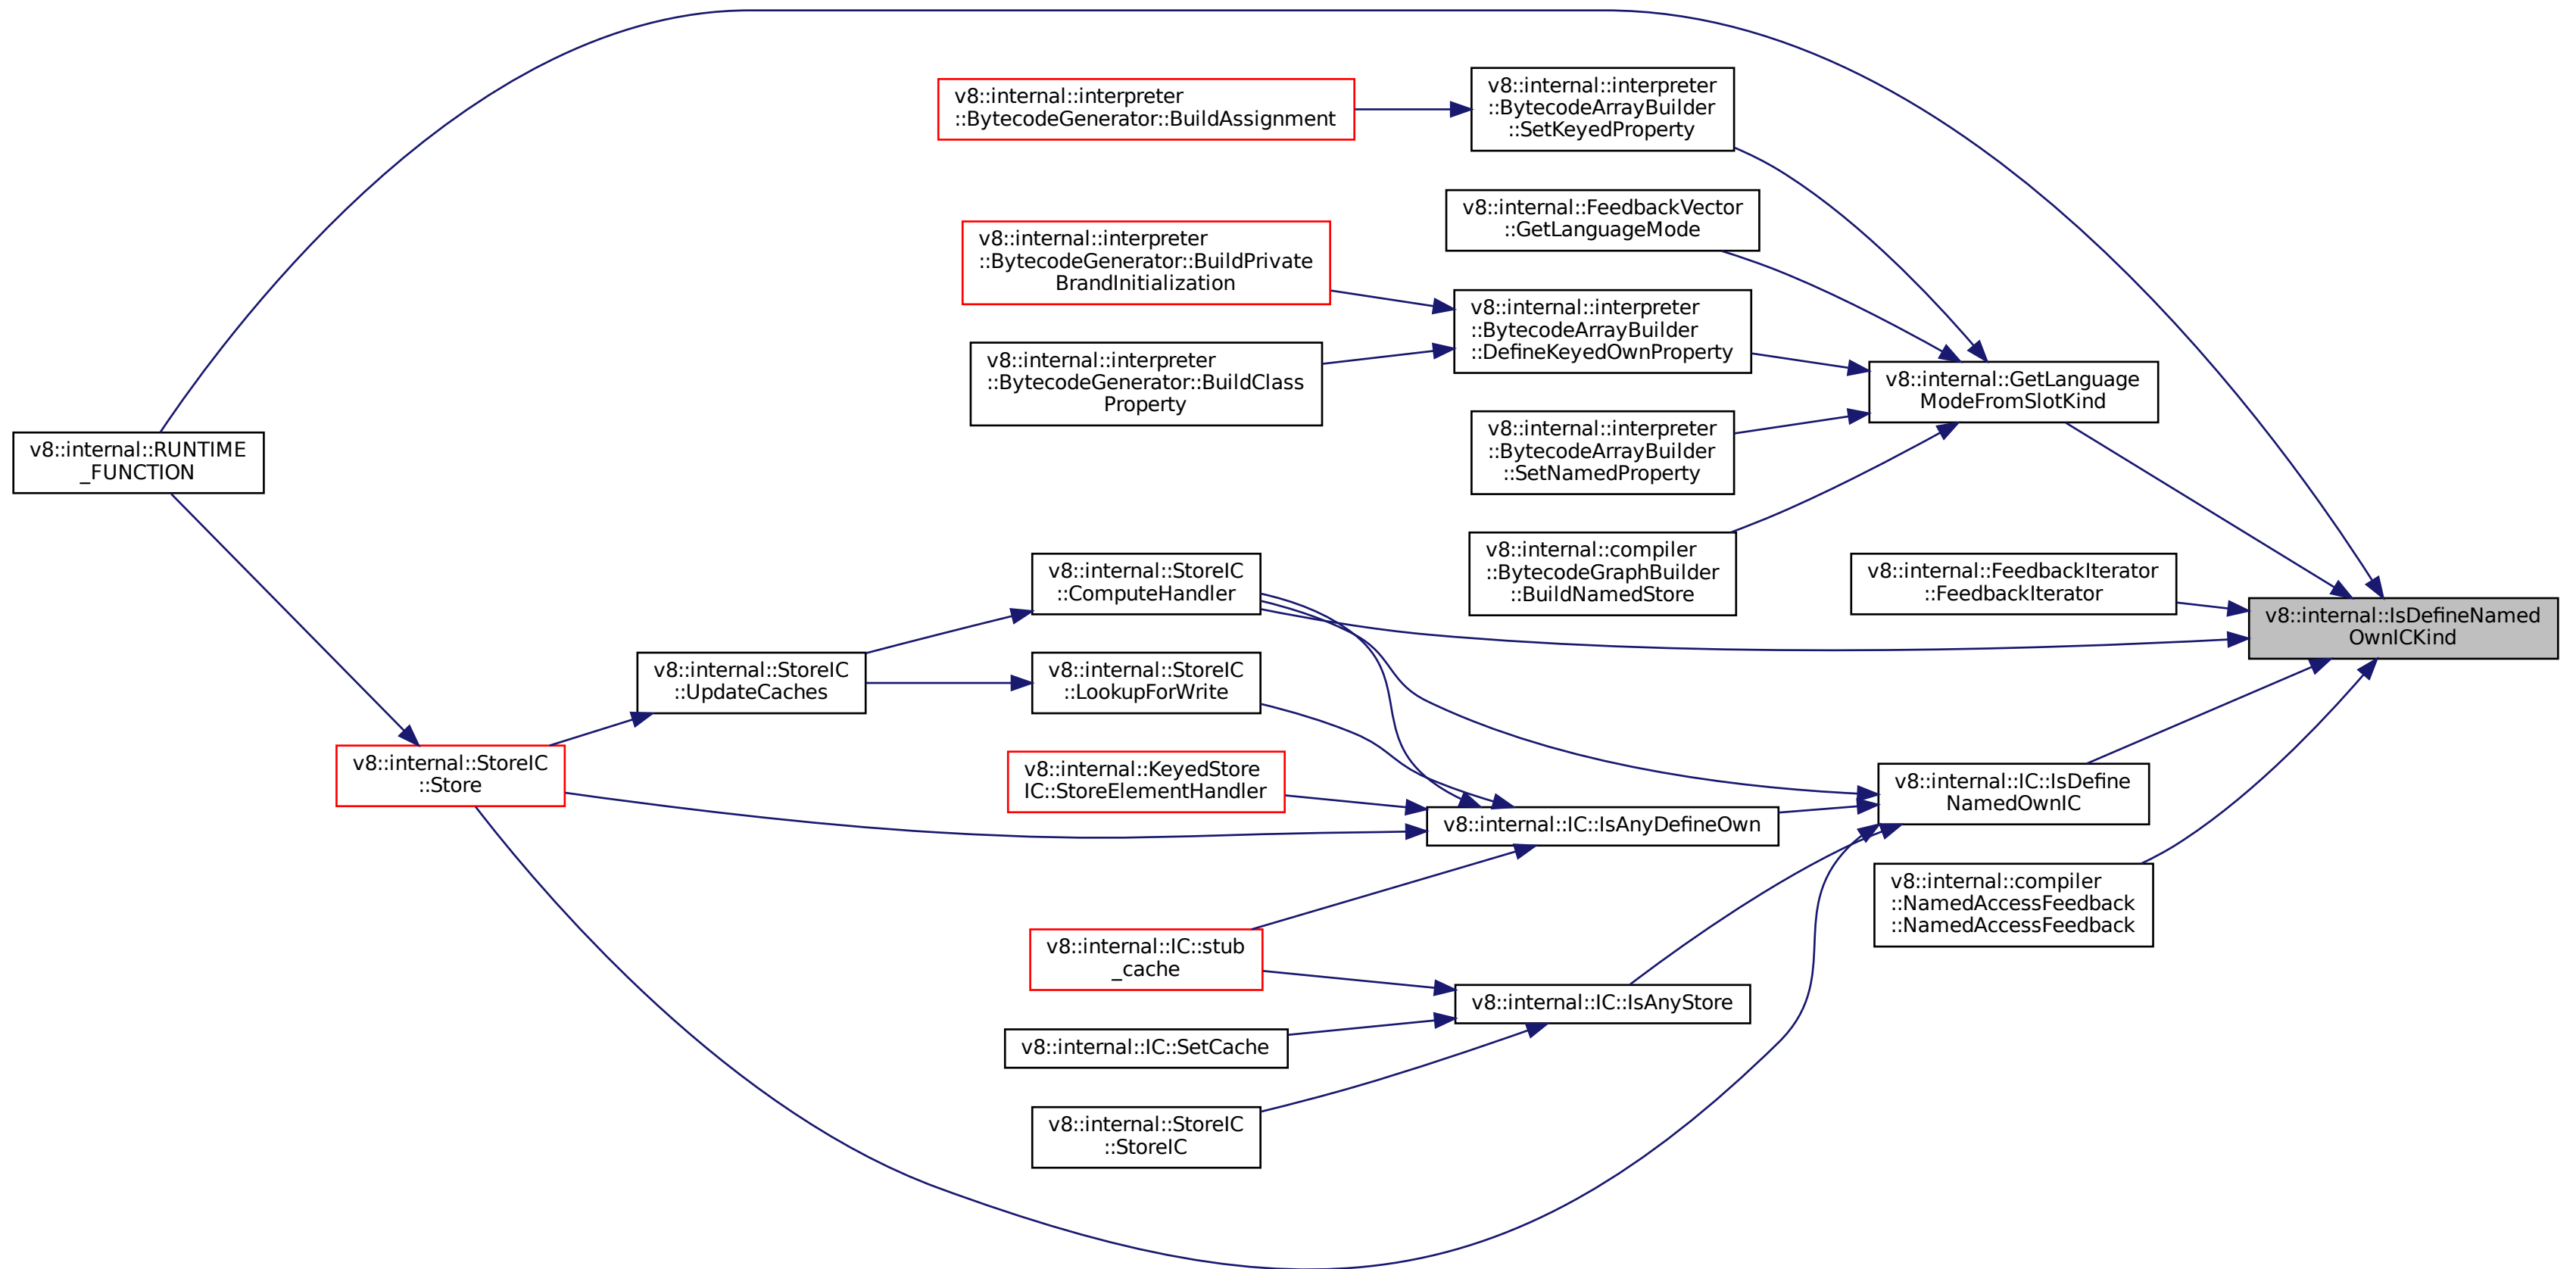 v8::internal::interpreter
::BytecodeArrayBuilder
::SetKeyedProperty
v8::internal::interpreter
::BytecodeGenerator::BuildAssignment
v8::internal::FeedbackVector
::GetLanguageMode
v8::internal::interpreter
::BytecodeGenerator::BuildPrivate
BrandInitialization
v8::internal::interpreter
::BytecodeArrayBuilder
::DefineKeyedOwnProperty
v8::internal::interpreter
::BytecodeGenerator::BuildClass
Property
v8::internal::GetLanguage
ModeFromSlotKind
v8::internal::interpreter
::BytecodeArrayBuilder
::SetNamedProperty
v8::internal::RUNTIME
_FUNCTION
v8::internal::compiler
::BytecodeGraphBuilder
::BuildNamedStore
v8::internal::StoreIC
::ComputeHandler
v8::internal::FeedbackIterator
::FeedbackIterator
v8::internal::IsDefineNamed
OwnICKind
v8::internal::StoreIC
::UpdateCaches
v8::internal::StoreIC
::LookupForWrite
v8::internal::StoreIC
::Store
v8::internal::KeyedStore
IC::StoreElementHandler
v8::internal::IC::IsDefine
NamedOwnIC
v8::internal::IC::IsAnyDefineOwn
v8::internal::compiler
::NamedAccessFeedback
::NamedAccessFeedback
v8::internal::IC::stub
_cache
v8::internal::IC::IsAnyStore
v8::internal::IC::SetCache
v8::internal::StoreIC
::StoreIC